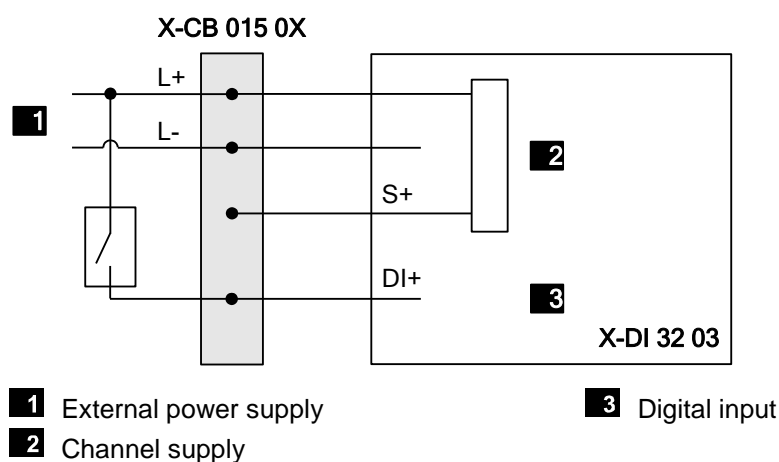 X-CB 015 0X
L+
1
L-
2
S+
DI+
3
X-DI 32 03
1 External power supply
3 Digital input
2 Channel supply